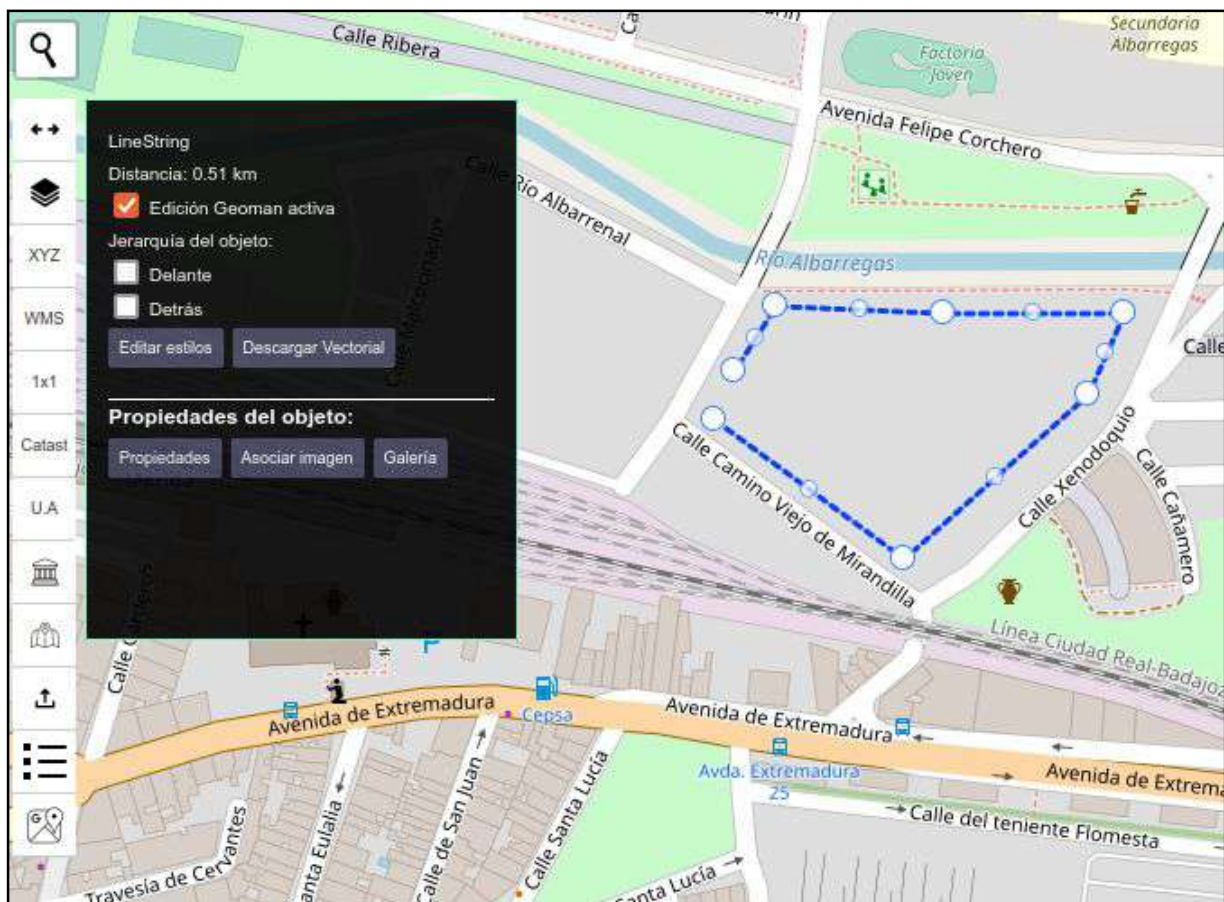 Secundaria
Albarregas
Factoría
Joven
Calle Ribera
Avenida Felipe Corchero
LineString
Distancia: 0.51 km
Edición Geoman activa
Jerarquía del objeto:
Delante
Detrás
Editar estilos
Descargar Vectorial
Propiedades del objeto:
Propiedades
Asociar imagen
Galería
XYZ
WMS
1x1
Catast
U.A
Calle Río Albarrenal
Río Albarregas
Calle
Calle Camino Viejo de Mirandilla
Calle Xenodoquio
Calle Cañamero
Línea Ciudad Real-Badajo
Avenida de Extremadura
Cepsa
Avenida de Extremadura
Avda. Extremadura
25
Avenida de Extrema
Calle del teniente Flomesta
Calle Santa Lucía
Calle de San Juan
anta Eulalia
Travesía de Cervantes
Santa Lucía